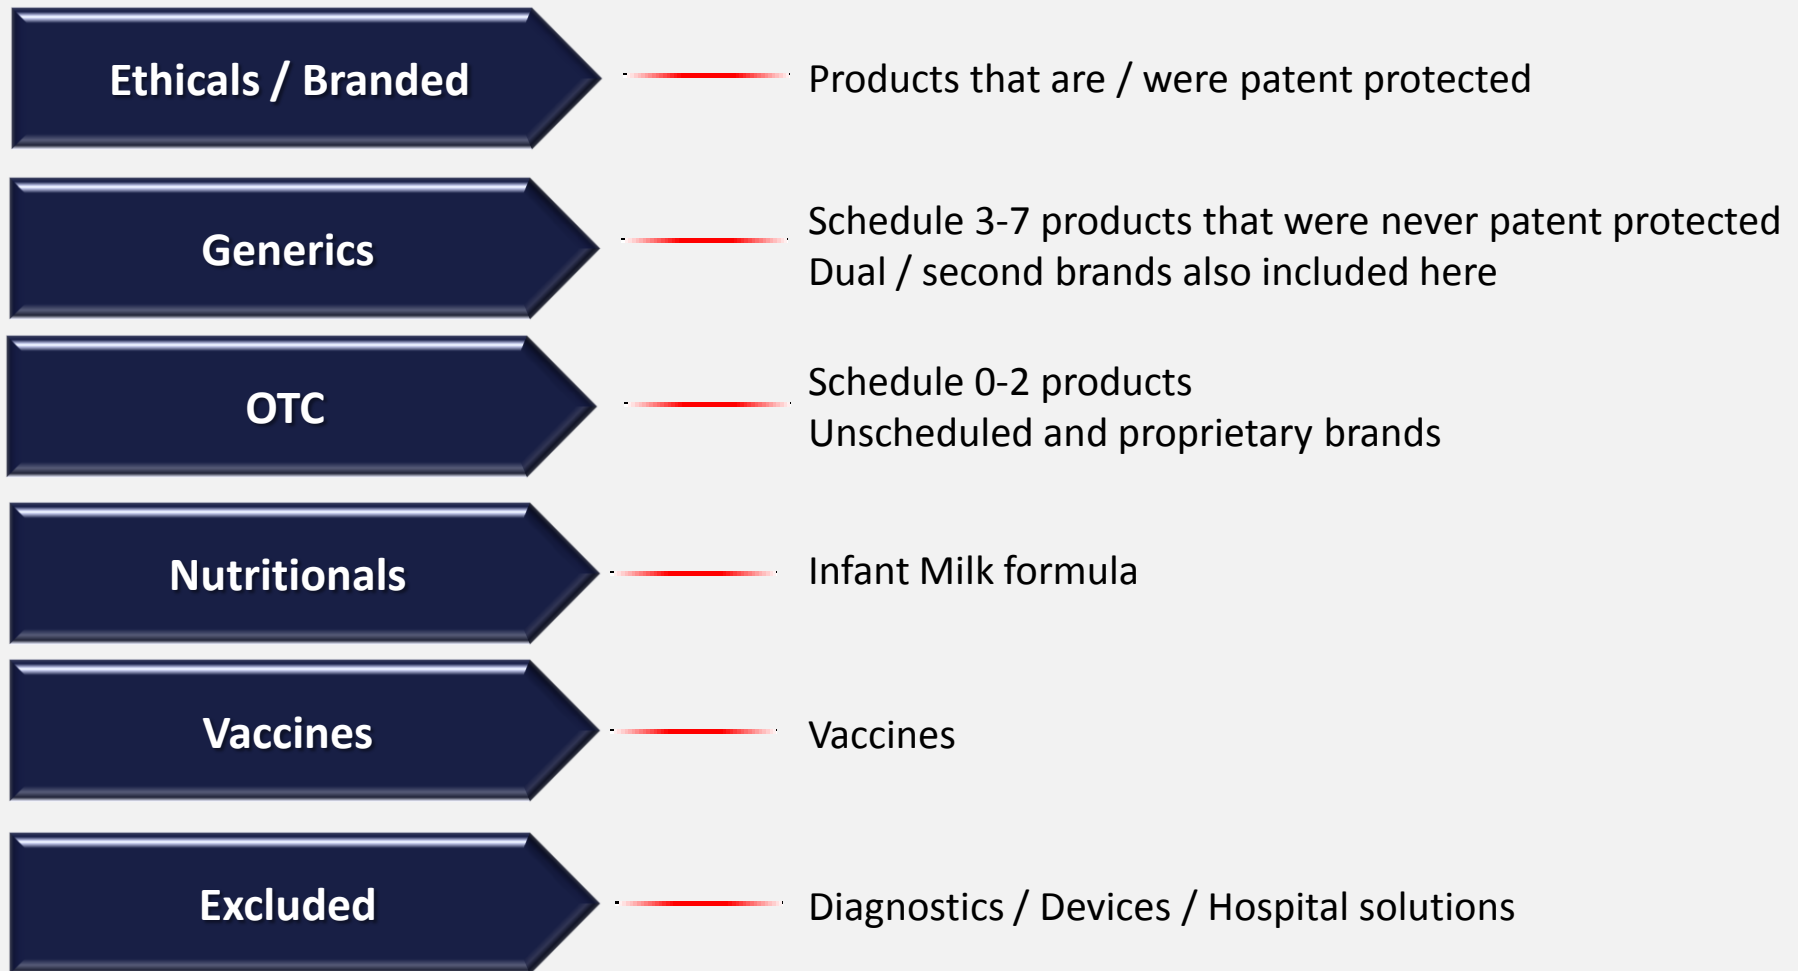 Ethicals / Branded
Products that are / were patent protected
Generics
Schedule 3-7 products that were never patent protected
Dual / second brands also included here
OTC
Schedule 0-2 products
Unscheduled and proprietary brands
Nutritionals
Infant Milk formula
Vaccines
Vaccines
Excluded
Diagnostics / Devices / Hospital solutions